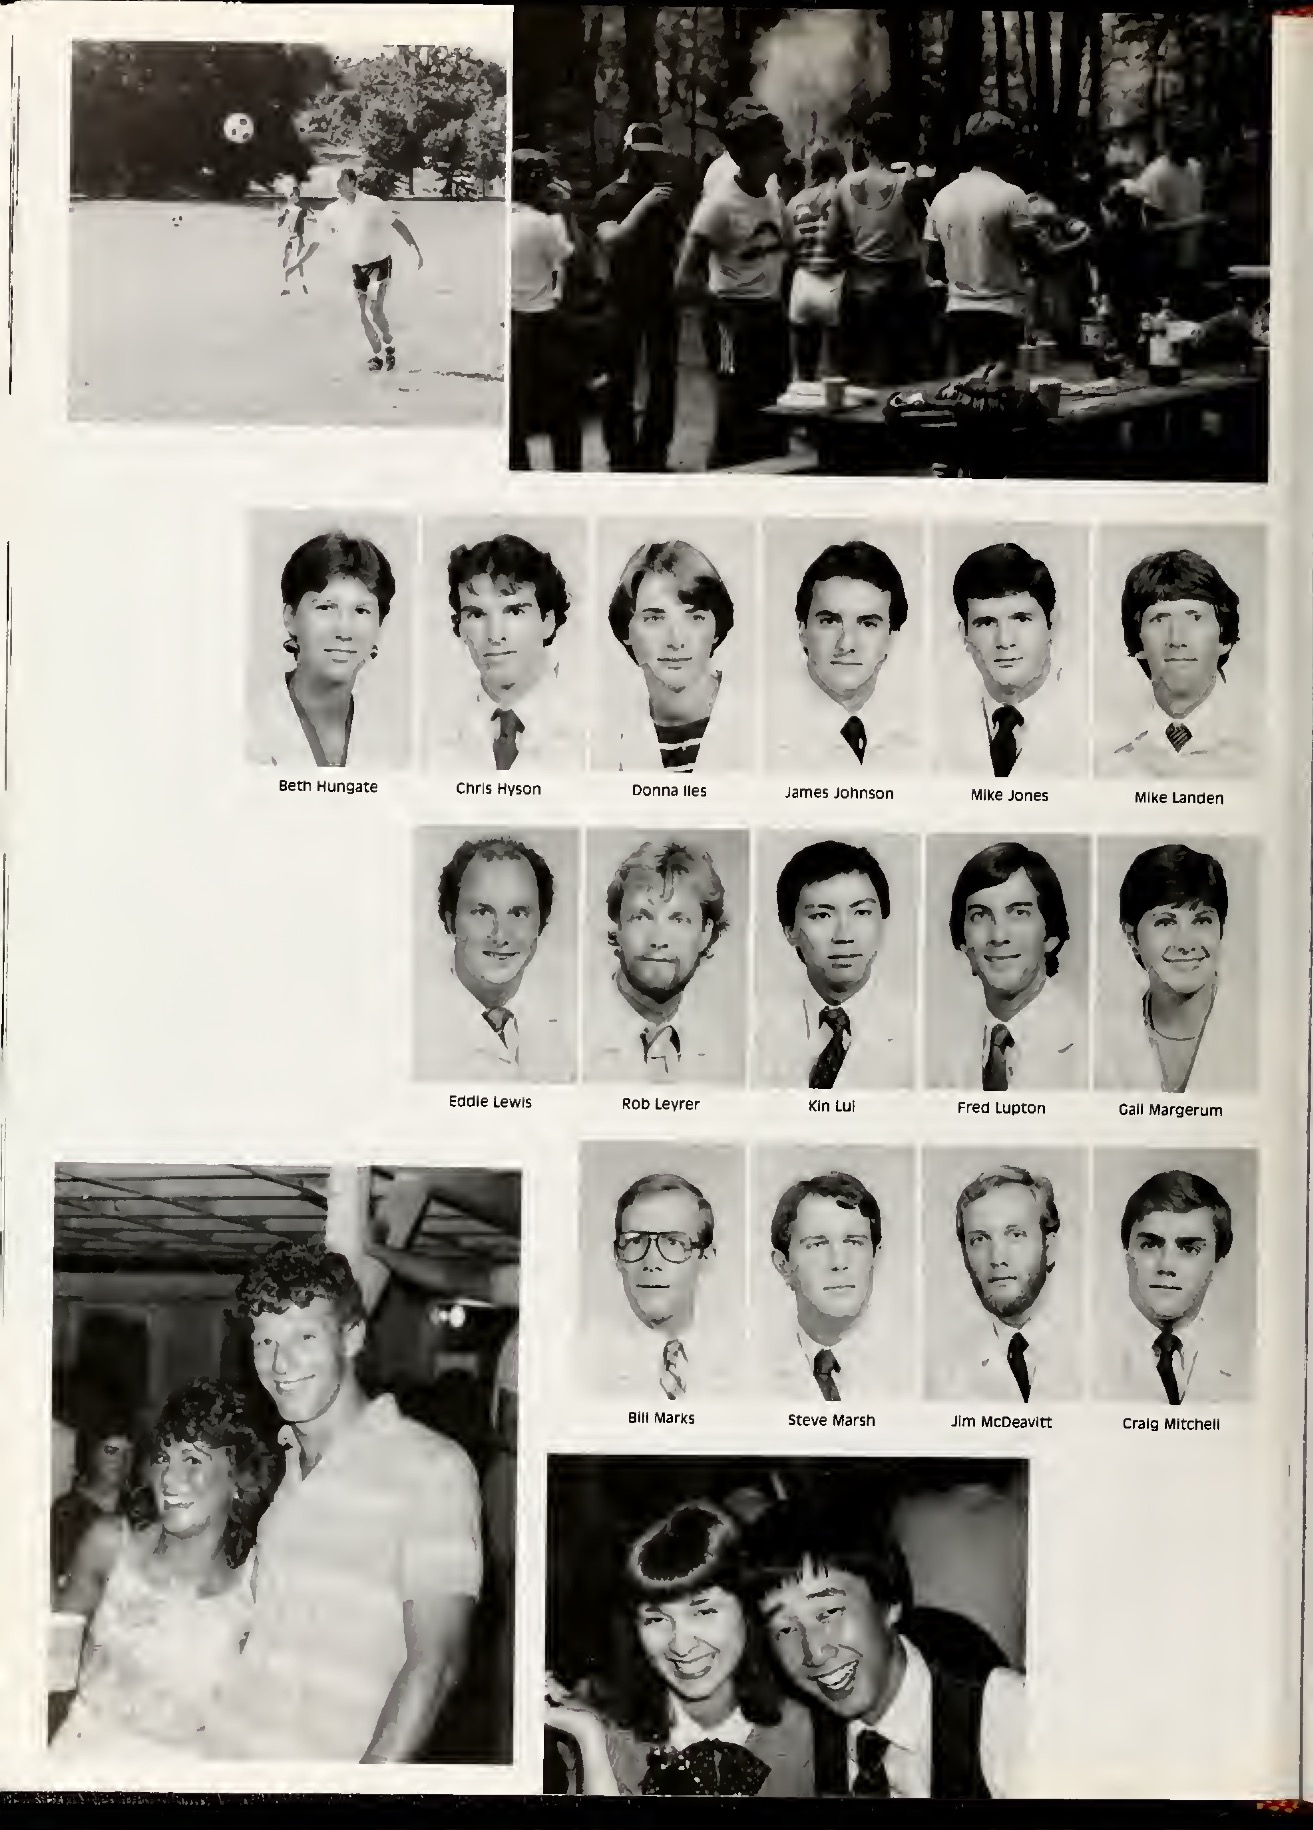 Beth Hungate Chris Hyson Donna Iles James Johnson Mike Jones Mike Landen
Eddie Lewis Rob Leyrer Kin Lui Fred Lupton Gail Margerum
Bill Marks Steve Marsh Jim McDeavitt Craig Mitchell